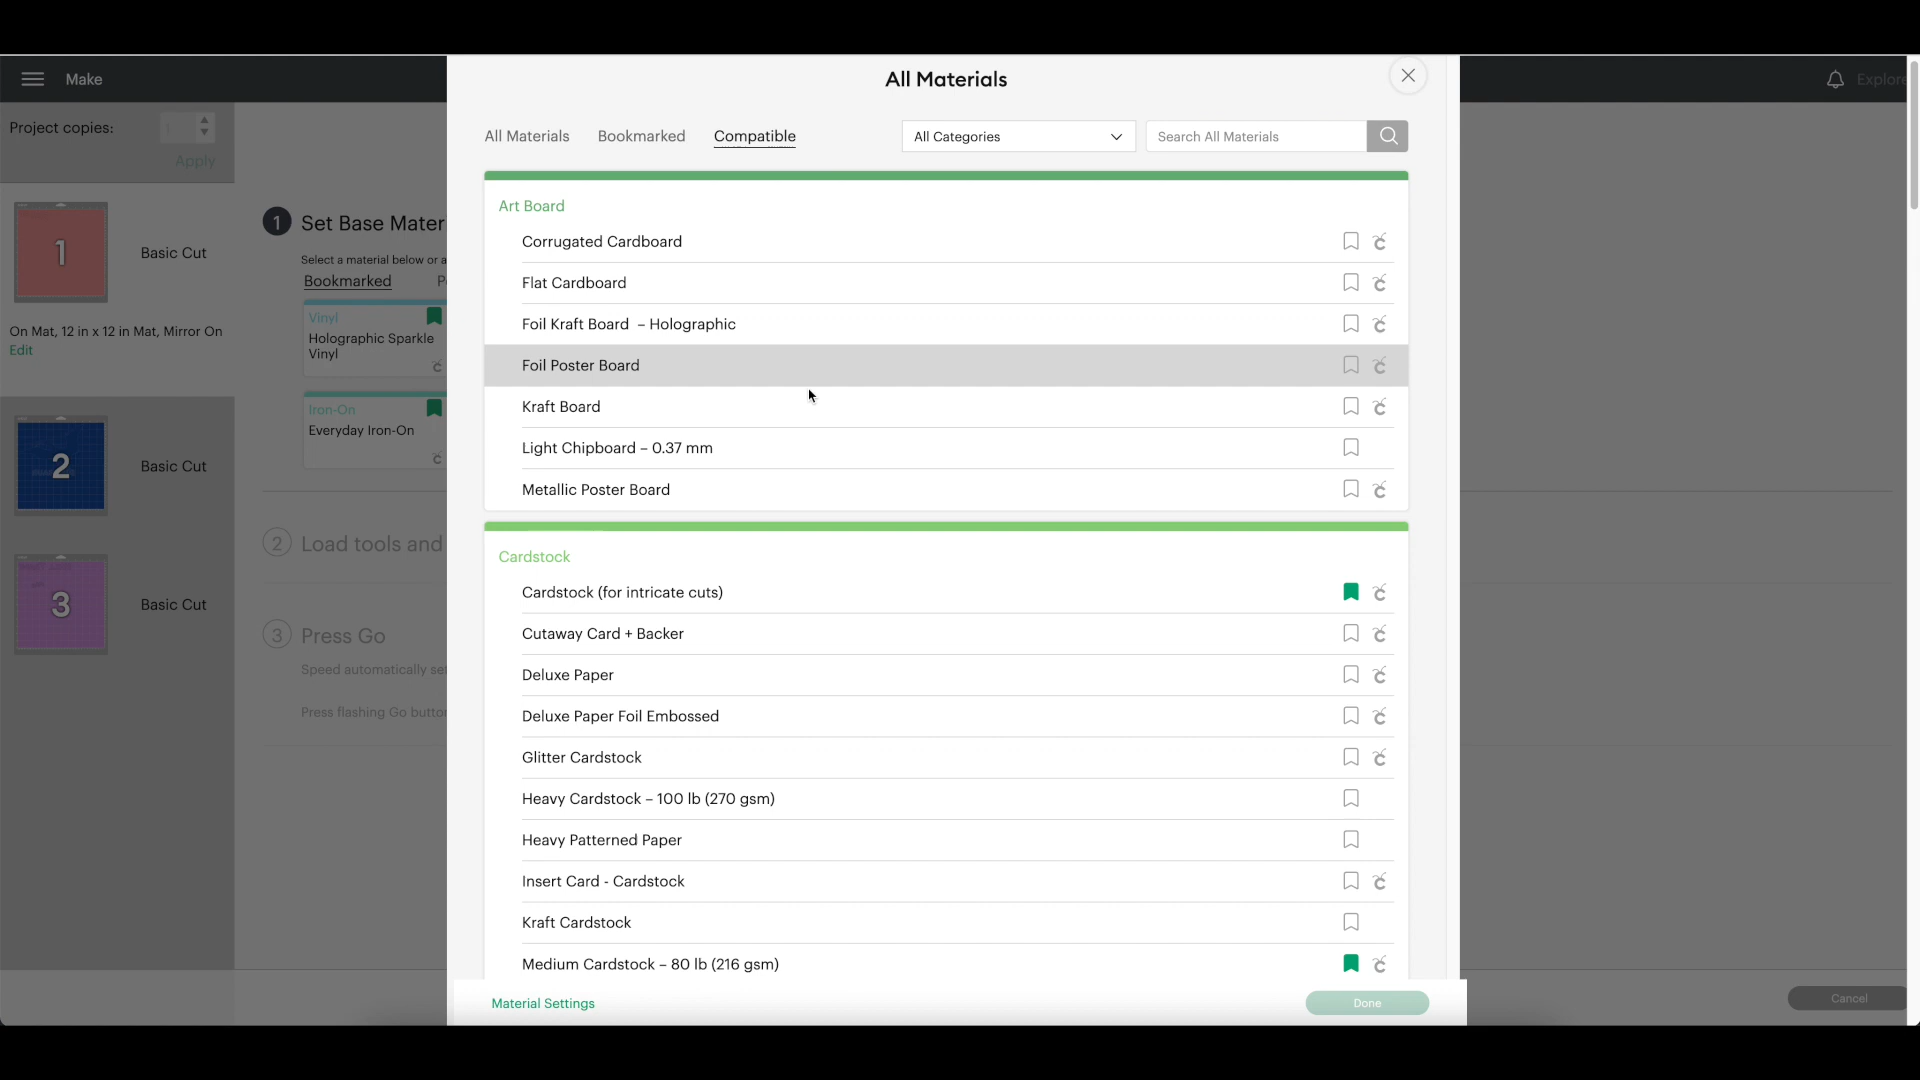 Make
Explore
All Materials
Project copies:
1
Apply
All Materials
Bookmarked
Compatible
All Categories
Search All Materials
1
Basic Cut
On Mat, 12 in x 12 in Mat, Mirror On
Edit
2
Basic Cut
3
Basic Cut
1
Set Base Mater
Select a material below or a
Bookmarked
P
Vinyl
Holographic Sparkle
Vinyl
Iron-On
Everyday Iron-On
2
Load tools and
3
Press Go
Speed automatically set
Press flashing Go button
Art Board
Corrugated Cardboard
Flat Cardboard
Foil Kraft Board – Holographic
Foil Poster Board
Kraft Board
Light Chipboard – 0.37 mm
Metallic Poster Board
Cardstock
Cardstock (for intricate cuts)
Cutaway Card + Backer
Deluxe Paper
Deluxe Paper Foil Embossed
Glitter Cardstock
Heavy Cardstock – 100 lb (270 gsm)
Heavy Patterned Paper
Insert Card - Cardstock
Kraft Cardstock
Medium Cardstock – 80 lb (216 gsm)
Material Settings
Done
Cancel